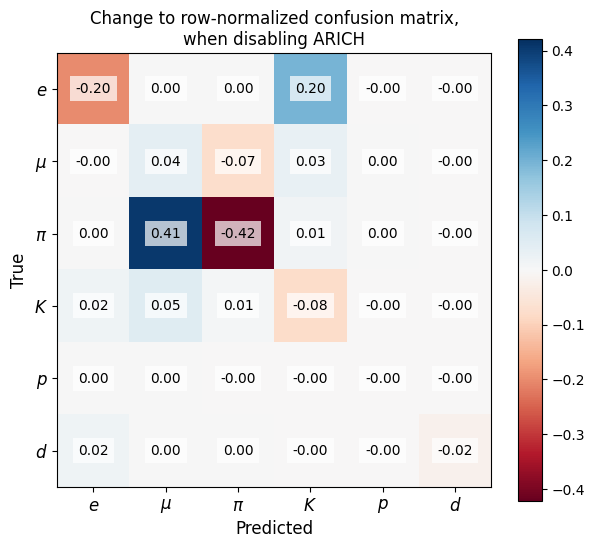 Change to row-normalized confusion matrix,
when disabling ARICH
e -0.20 0.00 0.00 0.20 -0.00 -0.00
μ -0.00 0.04 -0.07 0.03 0.00 -0.00
π 0.00 0.41 -0.42 0.01 0.00 -0.00
K 0.02 0.05 0.01 -0.08 -0.00 -0.00
p 0.00 0.00 -0.00 -0.00 -0.00 -0.00
d 0.02 0.00 0.00 -0.00 -0.00 -0.02
e μ π K p d
True
Predicted
0.4
0.3
0.2
0.1
0.0
−0.1
−0.2
−0.3
−0.4